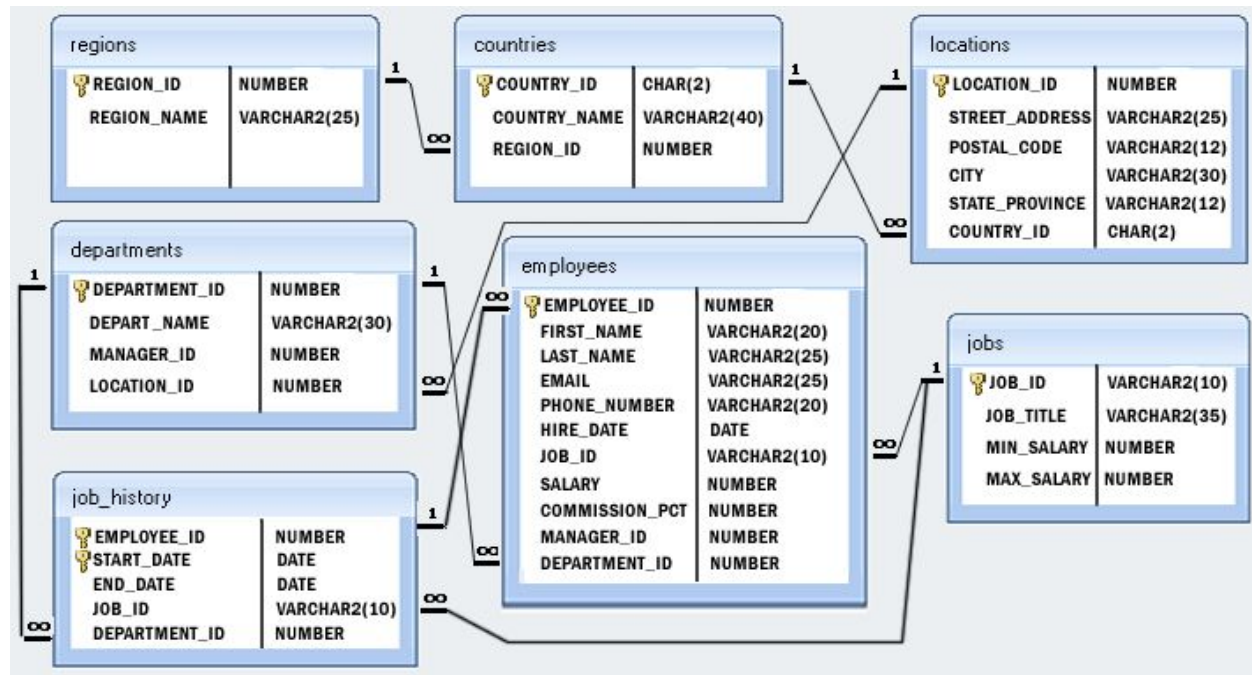 regions
REGION_ID NUMBER
REGION_NAME VARCHAR2(25)
1
∞
countries
COUNTRY_ID CHAR(2)
COUNTRY_NAME VARCHAR2(40)
REGION_ID NUMBER
1
∞
locations
1
LOCATION_ID NUMBER
STREET_ADDRESS VARCHAR2(25)
POSTAL_CODE VARCHAR2(12)
CITY VARCHAR2(30)
STATE_PROVINCE VARCHAR2(12)
COUNTRY_ID CHAR(2)
departments
1
DEPARTMENT_ID NUMBER
DEPART_NAME VARCHAR2(30)
MANAGER_ID NUMBER
LOCATION_ID NUMBER
1
∞
employees
∞
EMPLOYEE_ID NUMBER
FIRST_NAME VARCHAR2(20)
LAST_NAME VARCHAR2(25)
EMAIL VARCHAR2(25)
PHONE_NUMBER VARCHAR2(20)
HIRE_DATE DATE
JOB_ID VARCHAR2(10)
SALARY NUMBER
COMMISSION_PCT NUMBER
MANAGER_ID NUMBER
DEPARTMENT_ID NUMBER
∞
∞
jobs
1
JOB_ID VARCHAR2(10)
JOB_TITLE VARCHAR2(35)
MIN_SALARY NUMBER
MAX_SALARY NUMBER
job_history
1
EMPLOYEE_ID NUMBER
START_DATE DATE
END_DATE DATE
JOB_ID VARCHAR2(10)
DEPARTMENT_ID NUMBER
∞
∞